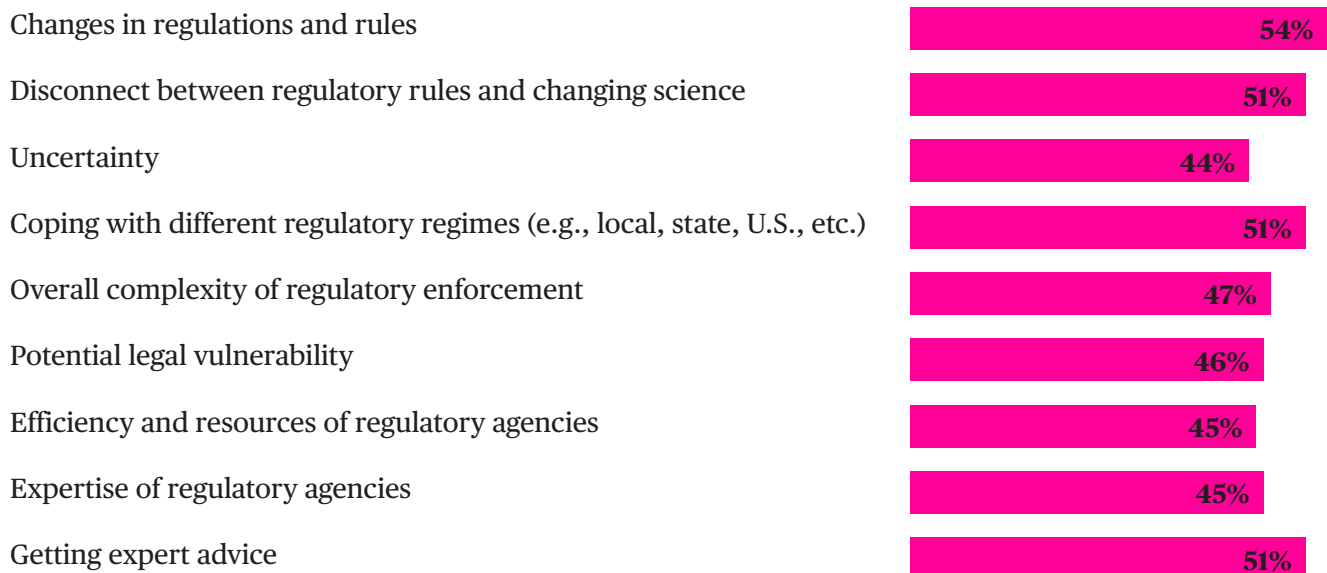 Changes in regulations and rules 54%
Disconnect between regulatory rules and changing science 51%
Uncertainty 44%
Coping with different regulatory regimes (e.g., local, state, U.S., etc.) 51%
Overall complexity of regulatory enforcement 47%
Potential legal vulnerability 46%
Efficiency and resources of regulatory agencies 45%
Expertise of regulatory agencies 45%
Getting expert advice 51%